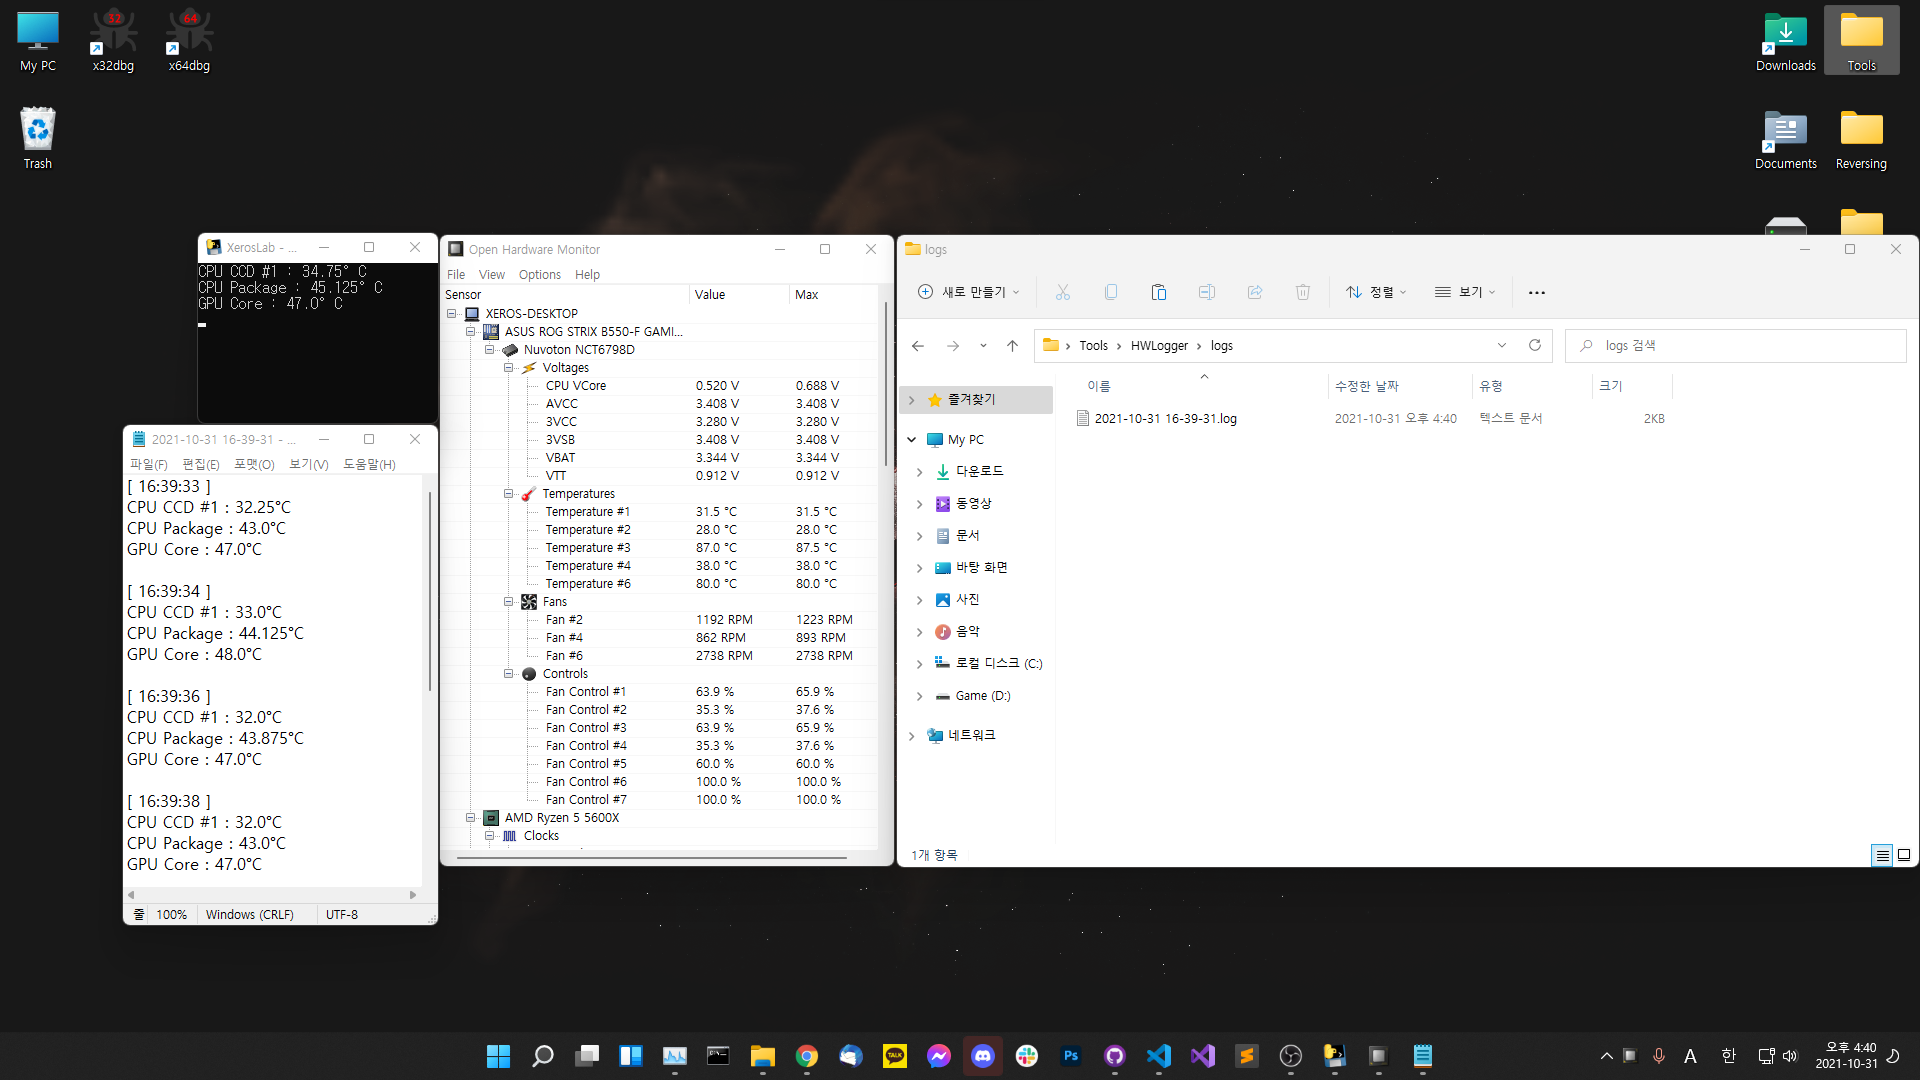 My PC
x32dbg
x64dbg
Trash
Downloads
Tools
Documents
Reversing
XerosLab - ...
CPU CCD #1 : 34.75° C
CPU Package : 45.125° C
GPU Core : 47.0° C
2021-10-31 16-39-31 - ...
파일(F) 편집(E) 포맷(O) 보기(V) 도움말(H)
[ 16:39:33 ]
CPU CCD #1 : 32.25°C
CPU Package : 43.0°C
GPU Core : 47.0°C
[ 16:39:34 ]
CPU CCD #1 : 33.0°C
CPU Package : 44.125°C
GPU Core : 48.0°C
[ 16:39:36 ]
CPU CCD #1 : 32.0°C
CPU Package : 43.875°C
GPU Core : 47.0°C
[ 16:39:38 ]
CPU CCD #1 : 32.0°C
CPU Package : 43.0°C
GPU Core : 47.0°C
줄 100% Windows (CRLF) UTF-8
Open Hardware Monitor
File View Options Help
Sensor Value Max
XEROS-DESKTOP
ASUS ROG STRIX B550-F GAMI...
Nuvoton NCT6798D
Voltages
CPU VCore 0.520 V 0.688 V
AVCC 3.408 V 3.408 V
3VCC 3.280 V 3.280 V
3VSB 3.408 V 3.408 V
VBAT 3.344 V 3.344 V
VTT 0.912 V 0.912 V
Temperatures
Temperature #1 31.5 °C 31.5 °C
Temperature #2 28.0 °C 28.0 °C
Temperature #3 87.0 °C 87.5 °C
Temperature #4 38.0 °C 38.0 °C
Temperature #6 80.0 °C 80.0 °C
Fans
Fan #2 1192 RPM 1223 RPM
Fan #4 862 RPM 893 RPM
Fan #6 2738 RPM 2738 RPM
Controls
Fan Control #1 63.9 % 65.9 %
Fan Control #2 35.3 % 37.6 %
Fan Control #3 63.9 % 65.9 %
Fan Control #4 35.3 % 37.6 %
Fan Control #5 60.0 % 60.0 %
Fan Control #6 100.0 % 100.0 %
Fan Control #7 100.0 % 100.0 %
AMD Ryzen 5 5600X
Clocks
logs
새로 만들기 정렬 보기
Tools > HWLogger > logs
logs 검색
이름 수정한 날짜 유형 크기
2021-10-31 16-39-31.log 2021-10-31 오후 4:40 텍스트 문서 2KB
즐겨찾기
My PC
다운로드
동영상
문서
바탕 화면
사진
음악
로컬 디스크 (C:)
Game (D:)
네트워크
1개 항목
TALK
Ps
A 한
오후 4:40
2021-10-31